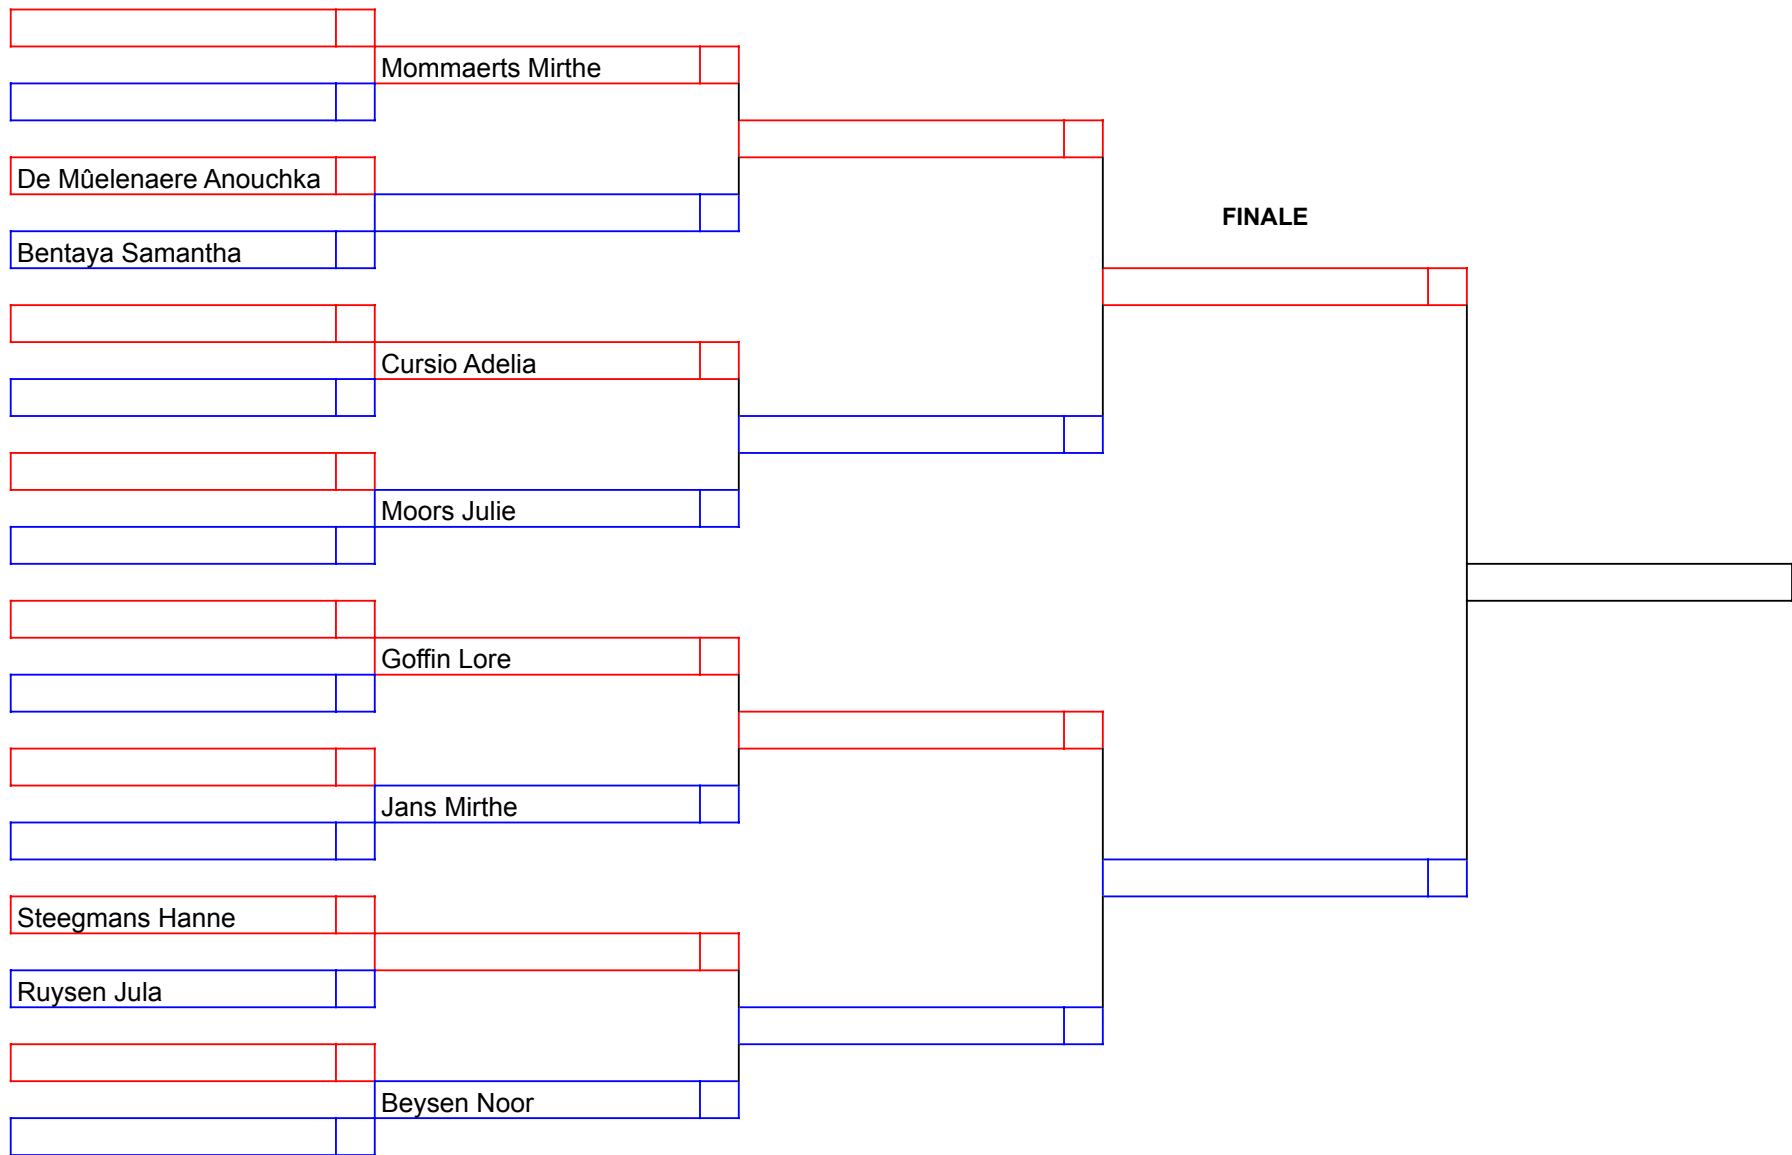 Mommaerts Mirthe
De Mûelenaere Anouchka
FINALE
Bentaya Samantha
Cursio Adelia
Moors Julie
Goffin Lore
Jans Mirthe
Steegmans Hanne
Ruysen Jula
Beysen Noor